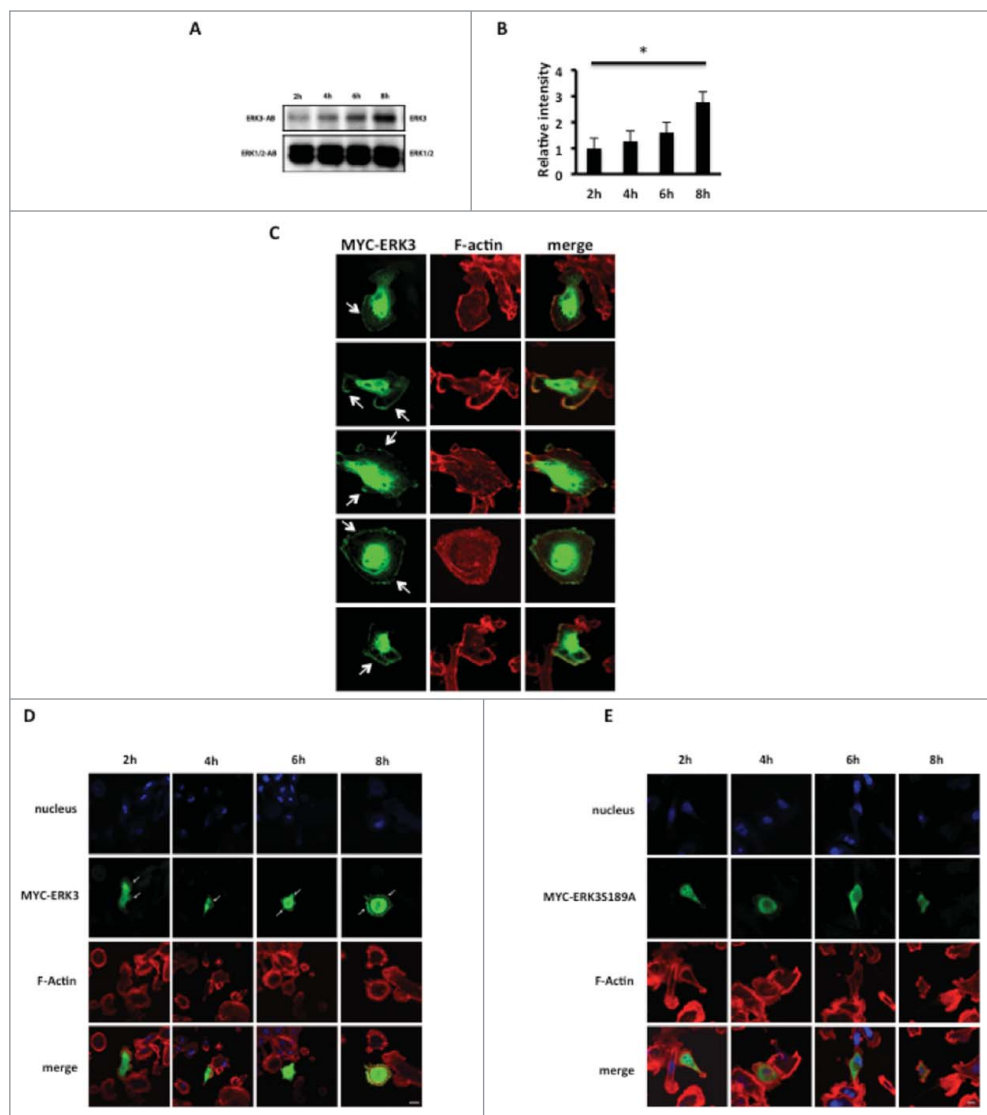 A
2h 4h 6h 8h
ERK3-AB ERK3
ERK1/2-AB ERK1/2
B
*
Relative intensity
4
3
2
1
0
2h 4h 6h 8h
C
MYC-ERK3 F-actin merge
D
2h 4h 6h 8h
nucleus
MYC-ERK3
F-Actin
merge
E
2h 4h 6h 8h
nucleus
MYC-ERK3S189A
F-Actin
merge